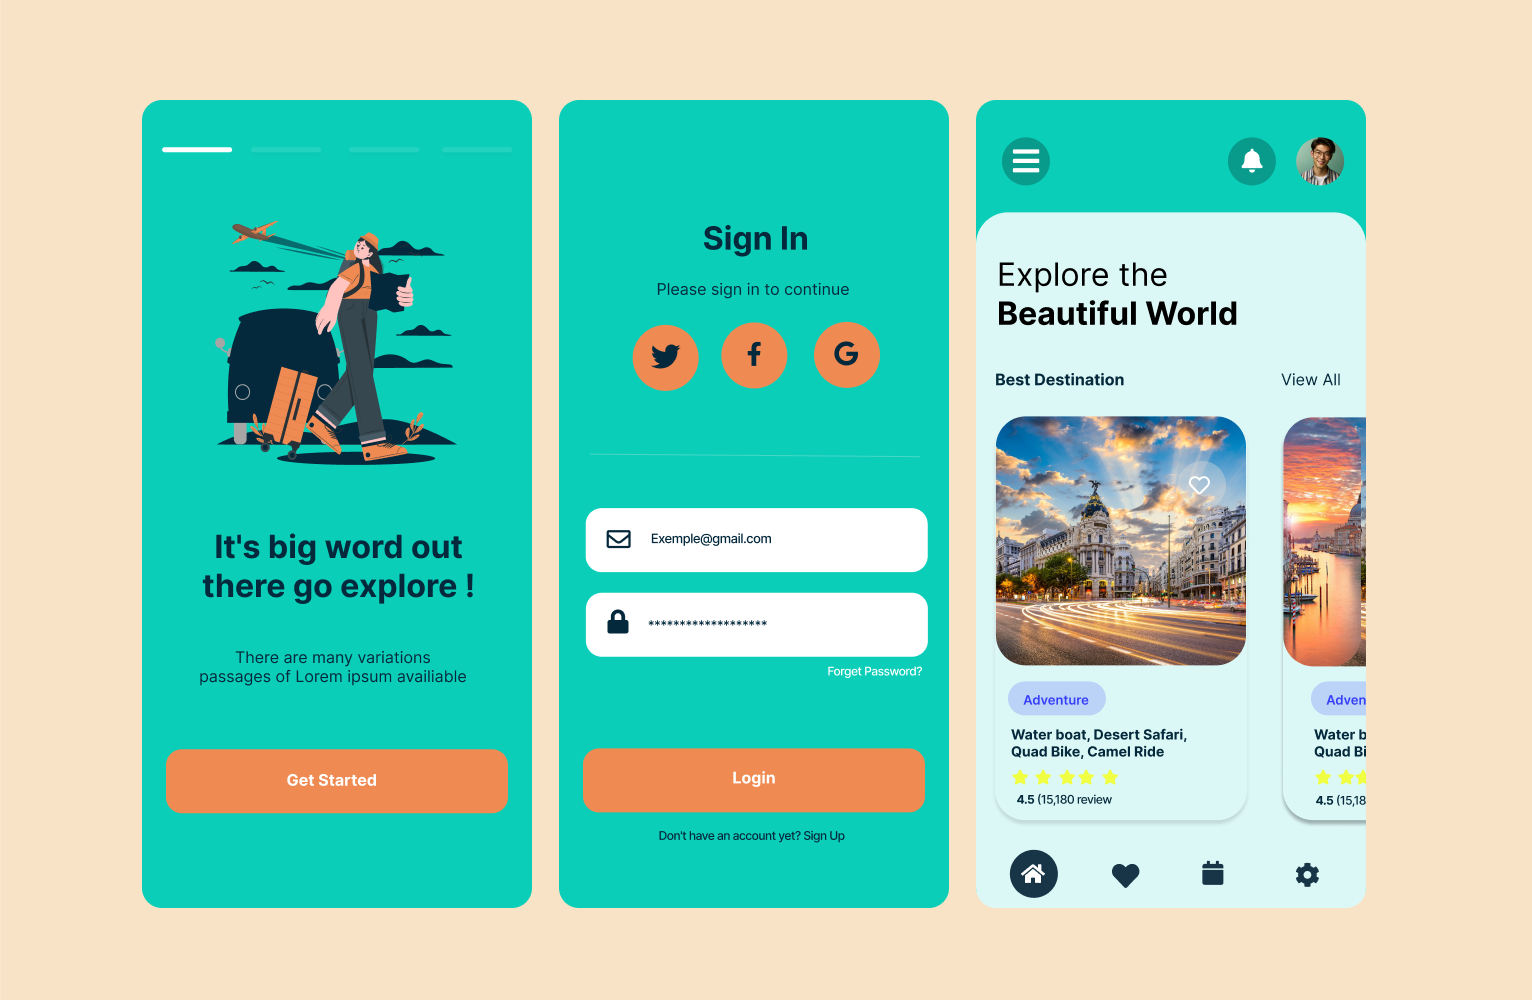 It's big word out
there go explore !
There are many variations
passages of Lorem ipsum availiable
Get Started
Sign In
Please sign in to continue
Exemple@gmail.com
*******************
Forget Password?
Login
Don't have an account yet? Sign Up
Explore the
Beautiful World
Best Destination
View All
Adventure
Water boat, Desert Safari,
Quad Bike, Camel Ride
4.5 (15,180 review
Adven
Water b
Quad Bi
4.5 (15,18